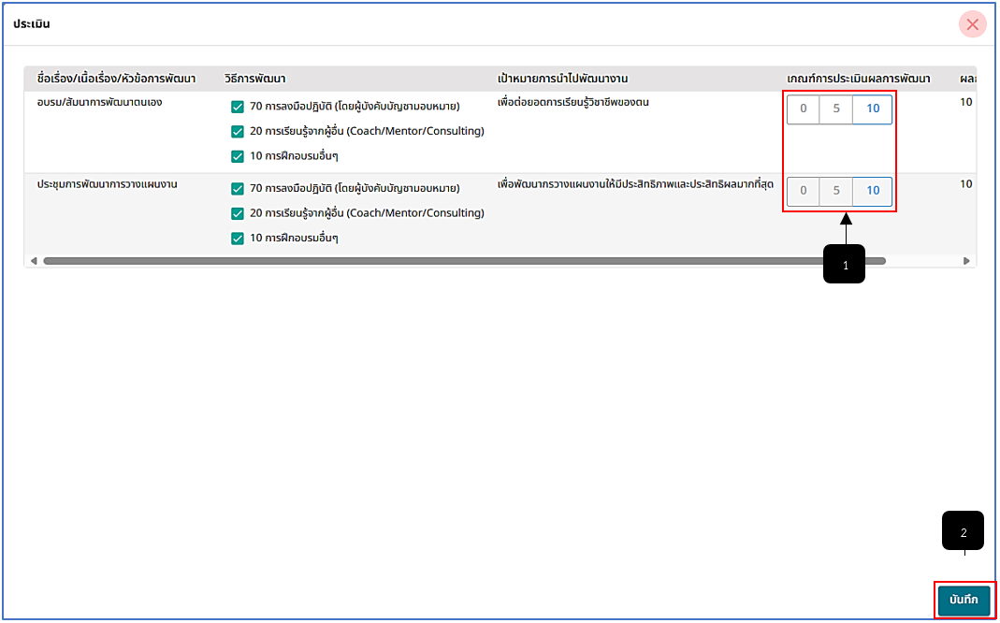 ประเมิน
ชื่อเรื่อง/เนื้อเรื่อง/หัวข้อการพัฒนา วิธีการพัฒนา เป้าหมายการนำไปพัฒนางาน เกณฑ์การประเมินผลการพัฒนา
อบรม/สัมนาการพัฒนาตนเอง 70 การลงมือปฏิบัติ (โดยผู้บังคับบัญชามอบหมาย) เพื่อต่อยอดการเรียนรู้วิชาชีพของตน 0 5 10 10
20 การเรียนรู้จากผู้อื่น (Coach/Mentor/Consulting)
10 การฝึกอบรมอื่นๆ
ประชุมการพัฒนาการวางแผนงาน 70 การลงมือปฏิบัติ (โดยผู้บังคับบัญชามอบหมาย) เพื่อพัฒนากรวางแผนงานให้มีประสิทธิภาพและประสิทธิผลมากที่สุด 0 5 10 10
20 การเรียนรู้จากผู้อื่น (Coach/Mentor/Consulting)
10 การฝึกอบรมอื่นๆ
1
2
บันทึก